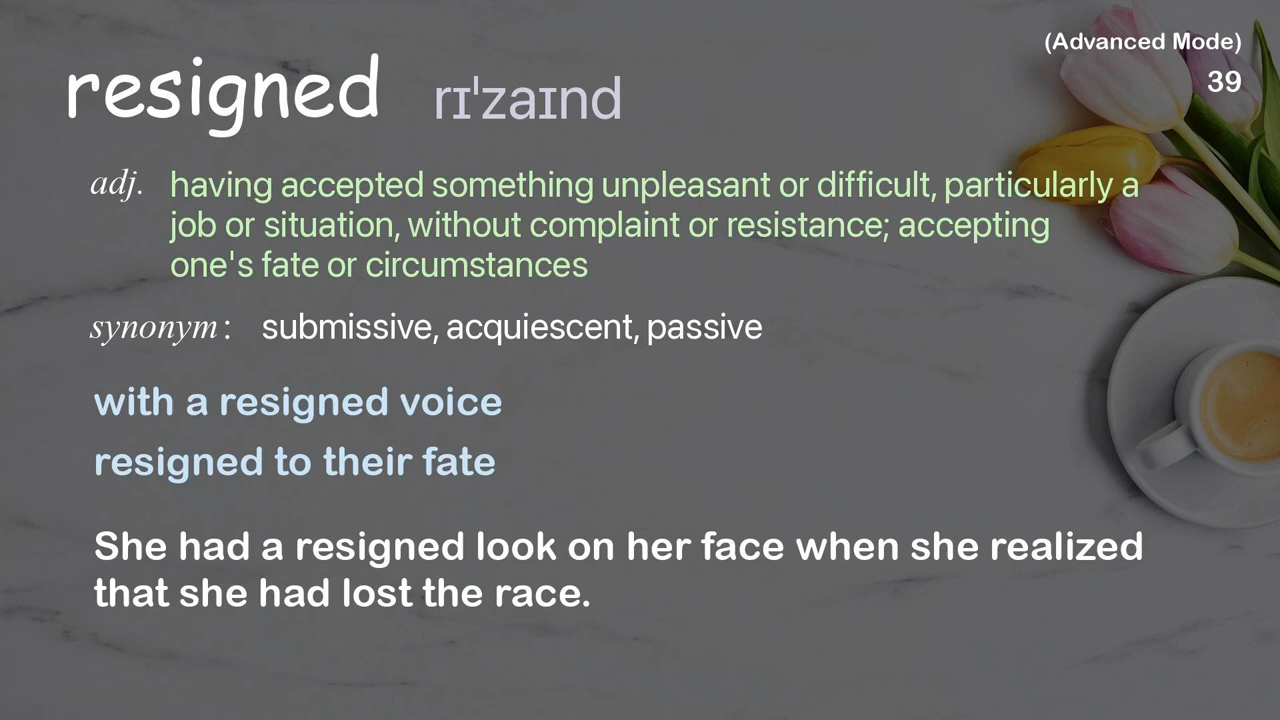 (Advanced Mode)
39
resigned rɪˈzaɪnd
adj. having accepted something unpleasant or difficult, particularly a
job or situation, without complaint or resistance; accepting
one's fate or circumstances
synonym: submissive, acquiescent, passive
with a resigned voice
resigned to their fate
She had a resigned look on her face when she realized
that she had lost the race.